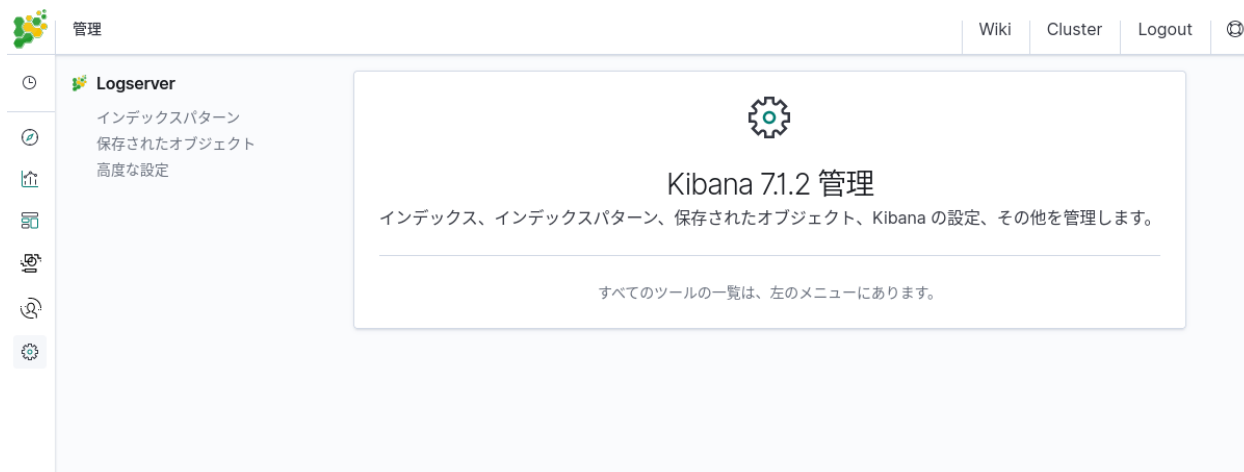 管理
Wiki
Cluster
Logout
Logserver
インデックスパターン
保存されたオブジェクト
高度な設定
Kibana 7.1.2 管理
インデックス、インデックスパターン、保存されたオブジェクト、Kibana の設定、その他を管理します。
すべてのツールの一覧は、左のメニューにあります。